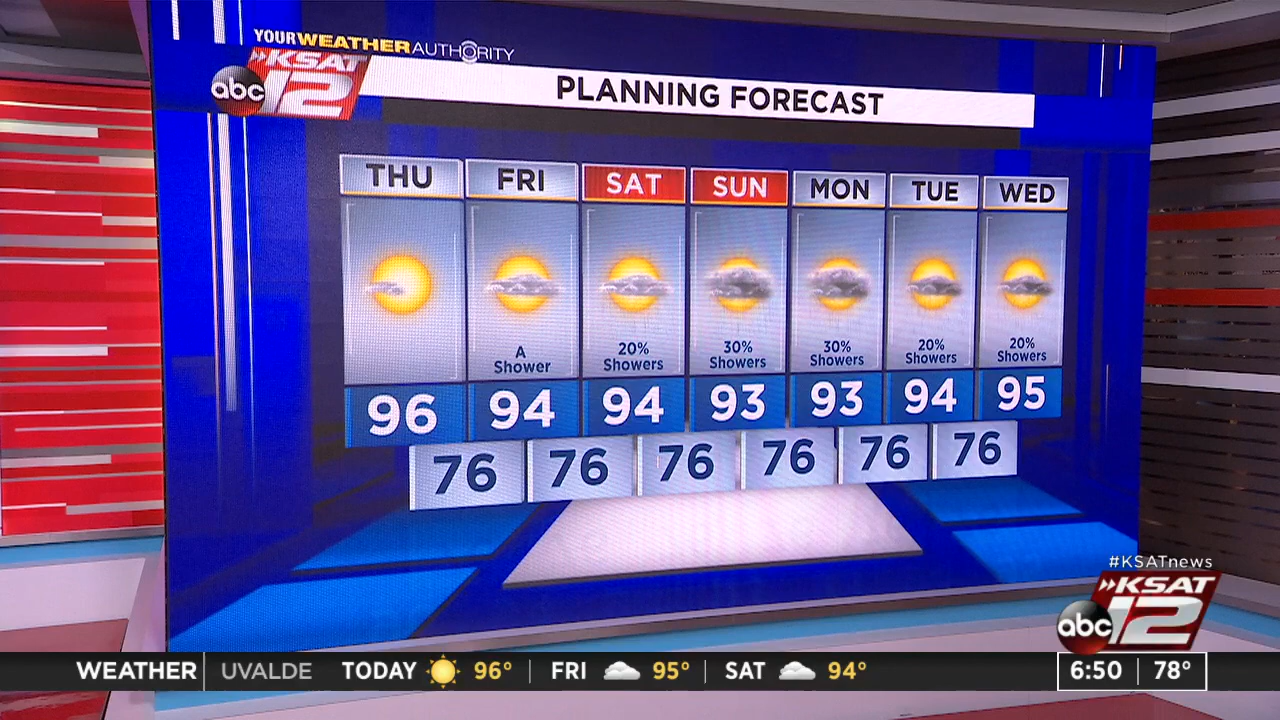 YOUR WEATHER AUTHORITY
KSAT
abc 12
PLANNING FORECAST
THU FRI SAT SUN MON TUE WED
A Shower 20% Showers 30% Showers 30% Showers 20% Showers 20% Showers
96 94 94 93 93 94 95
76 76 76 76 76 76
#KSATnews
KSAT
abc 12
WEATHER UVALDE TODAY 96° FRI 95° SAT 94° 6:50 78°